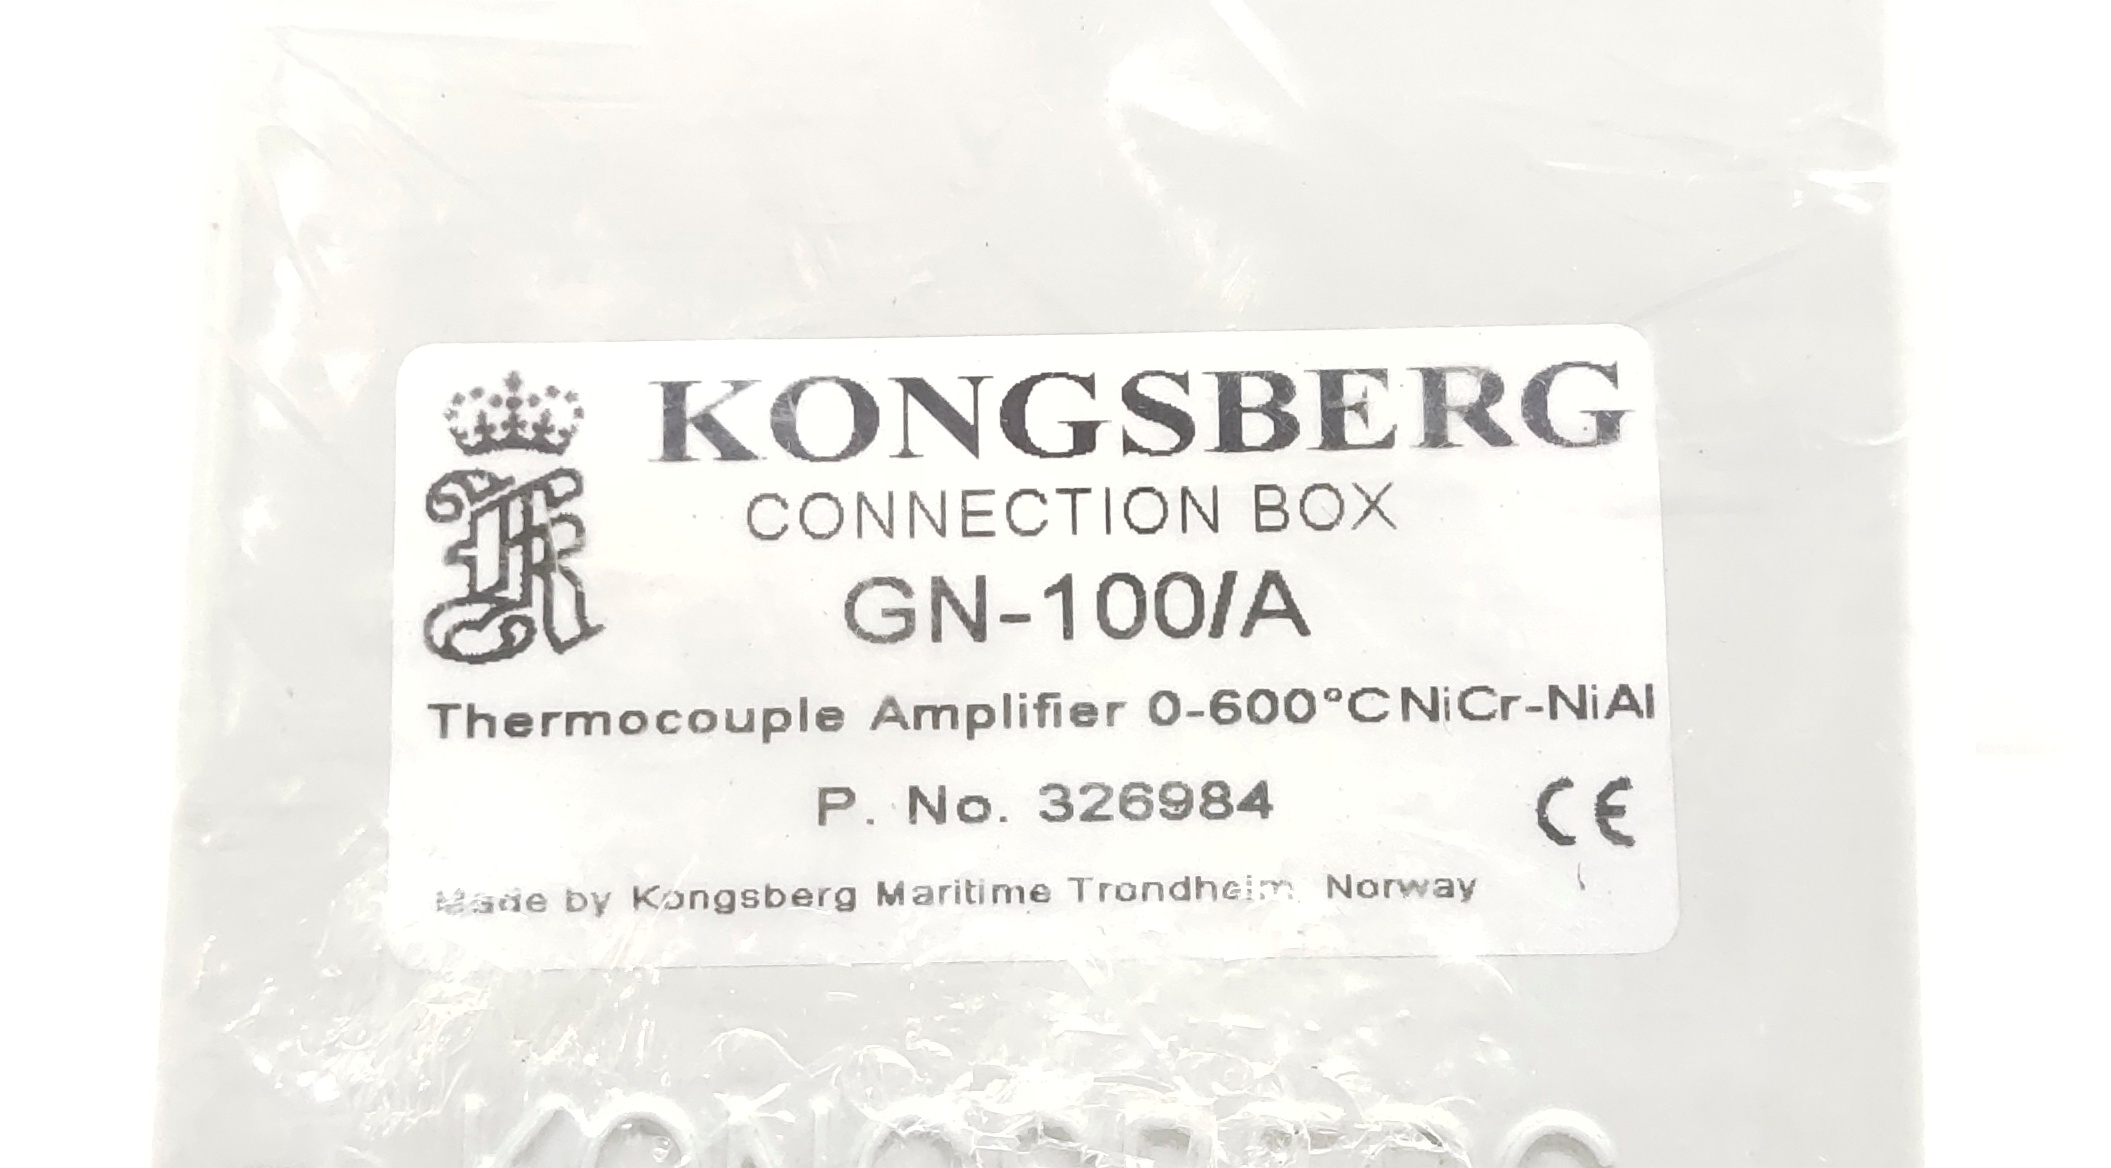 KONGSBERG
CONNECTION BOX
GN-100/A
Thermocouple Amplifier 0-600°C NiCr-NiAl
P. No. 326984
CE
Made by Kongsberg Maritime Trondheim, Norway
KONGSBERG